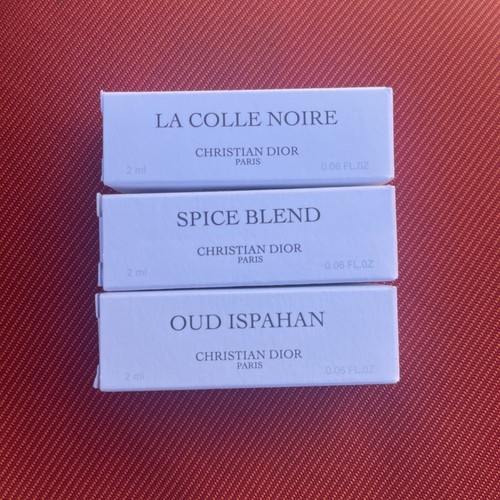 LA COLLE NOIRE
CHRISTIAN DIOR
PARIS
2 ml 0.06 FL.OZ
SPICE BLEND
CHRISTIAN DIOR
PARIS
2 ml 0.06 FL.OZ
OUD ISPAHAN
CHRISTIAN DIOR
PARIS
2 ml 0.06 FL.OZ